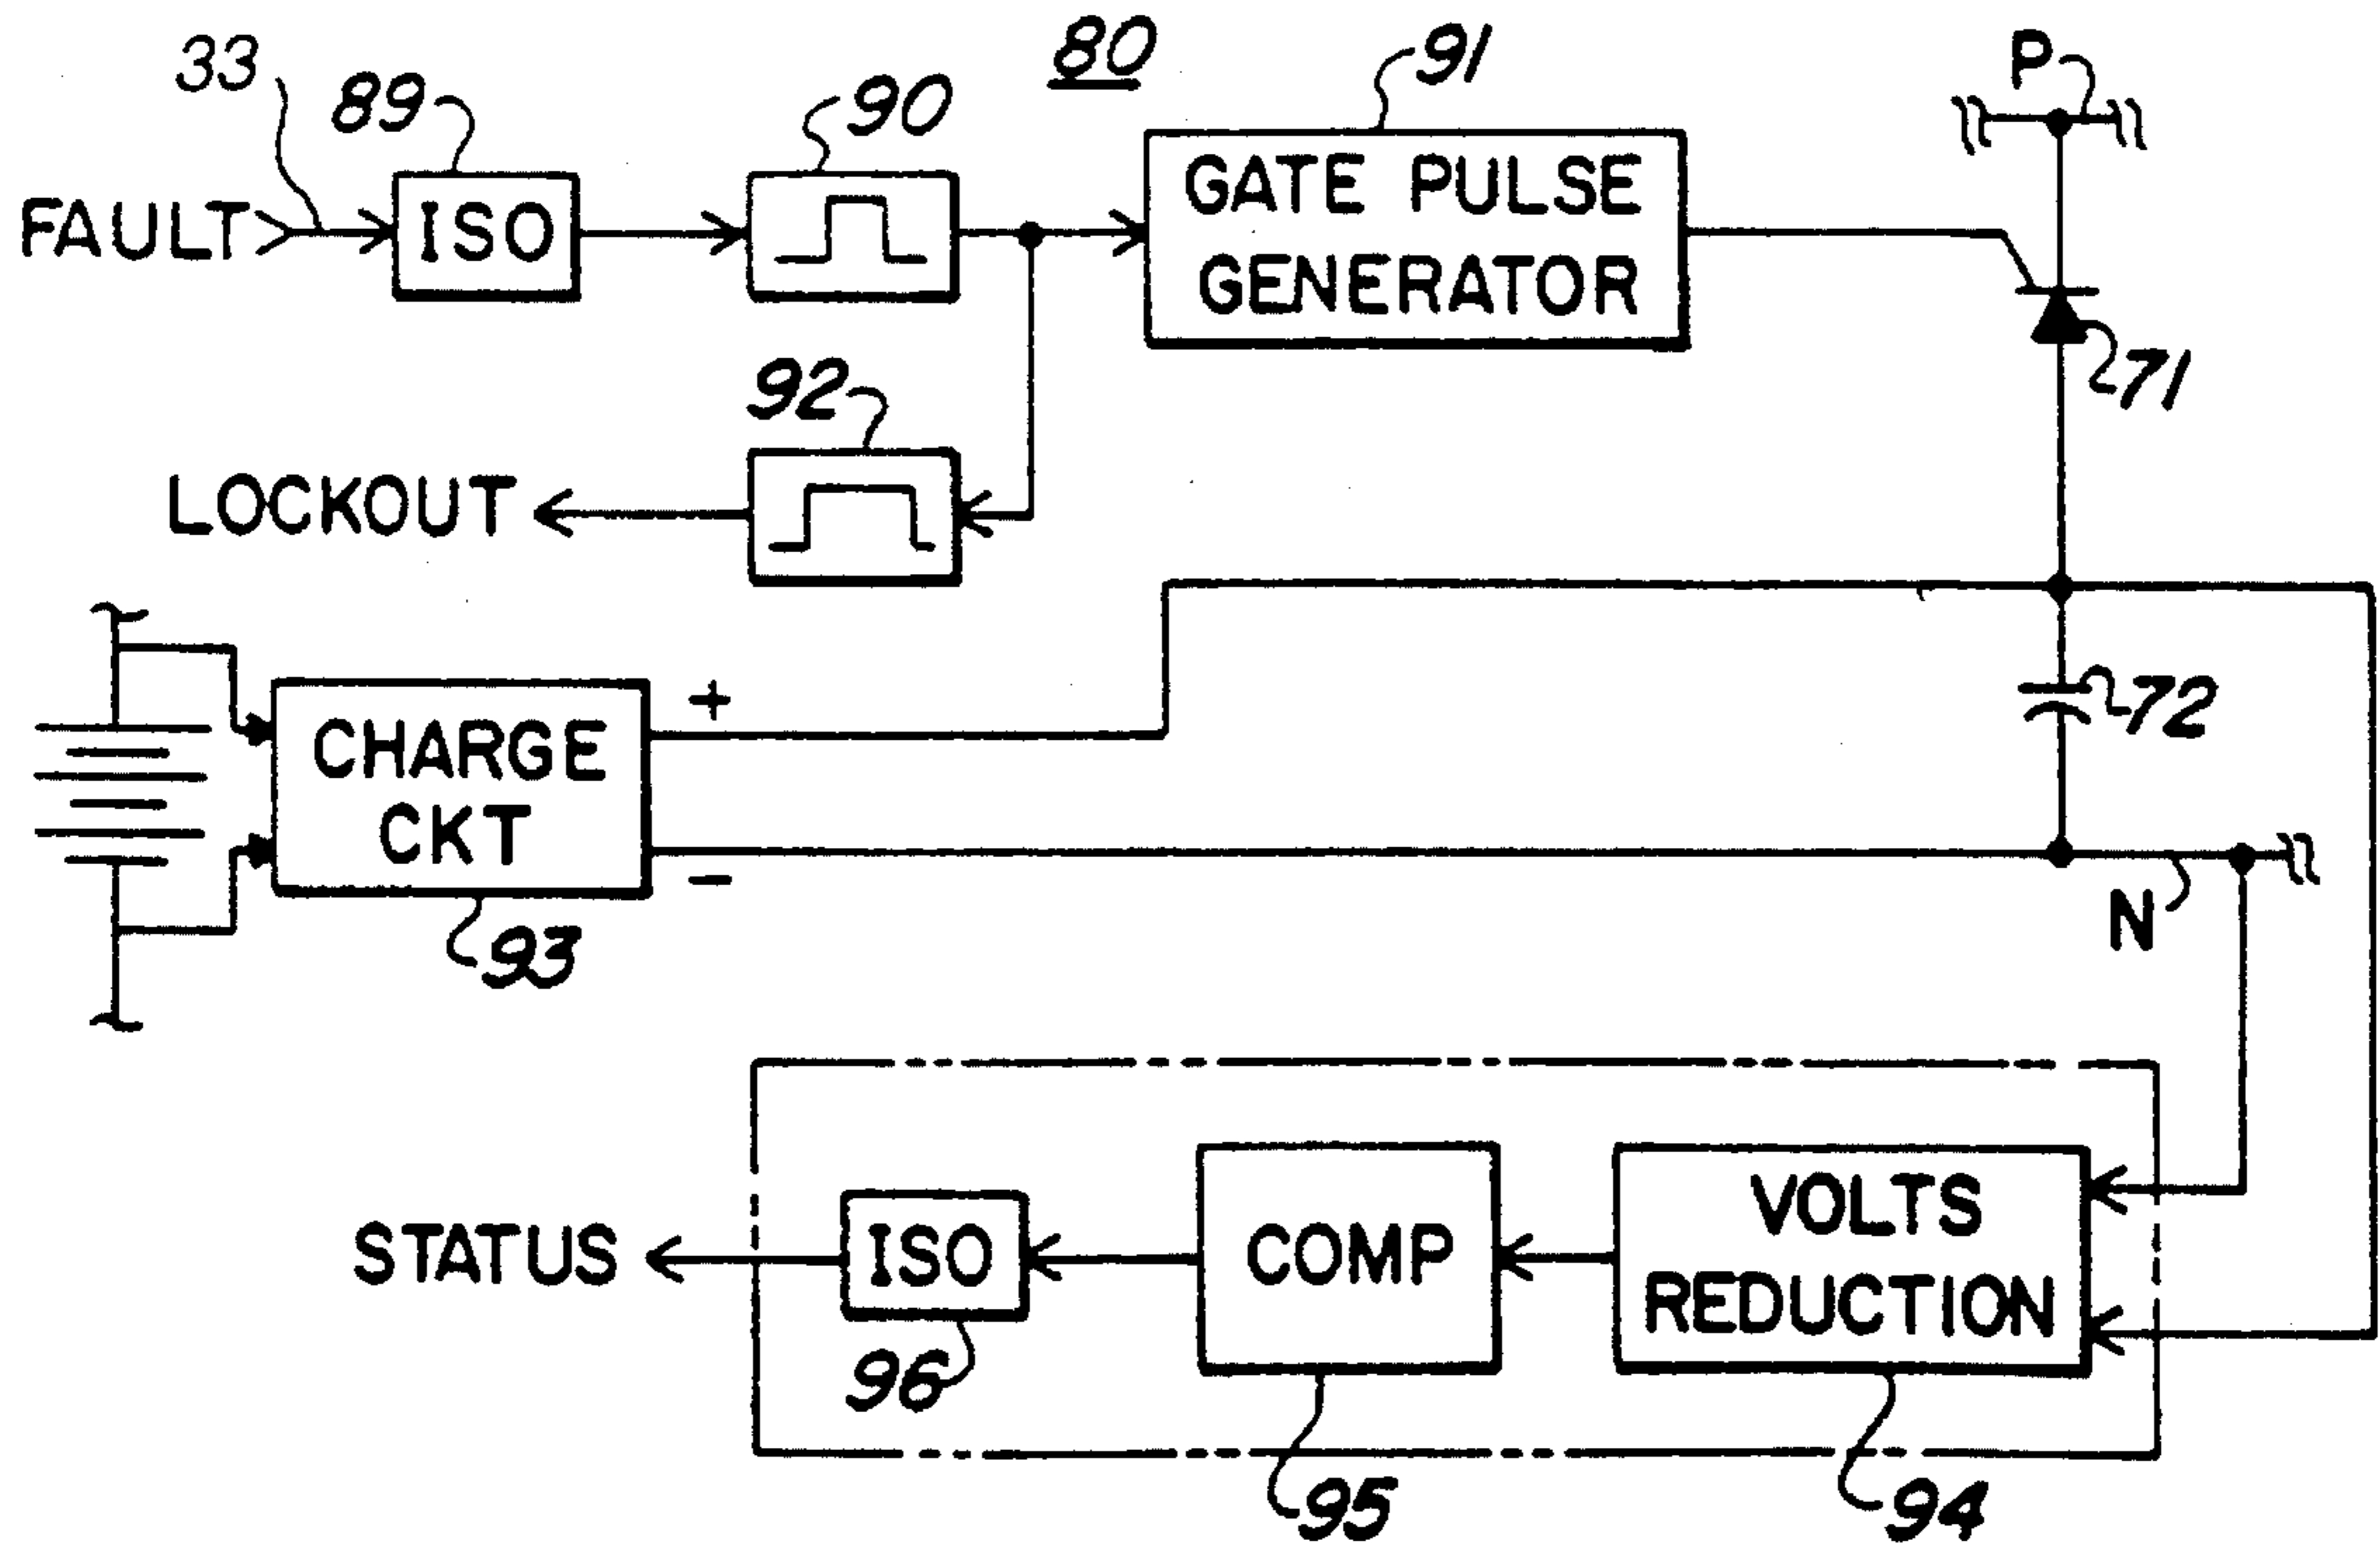 80
33
89
90
91
P
FAULT
ISO
GATE PULSE
GENERATOR
71
92
LOCKOUT
+
72
CHARGE
CKT
−
N
93
STATUS
ISO
COMP
VOLTS
REDUCTION
96
95
94